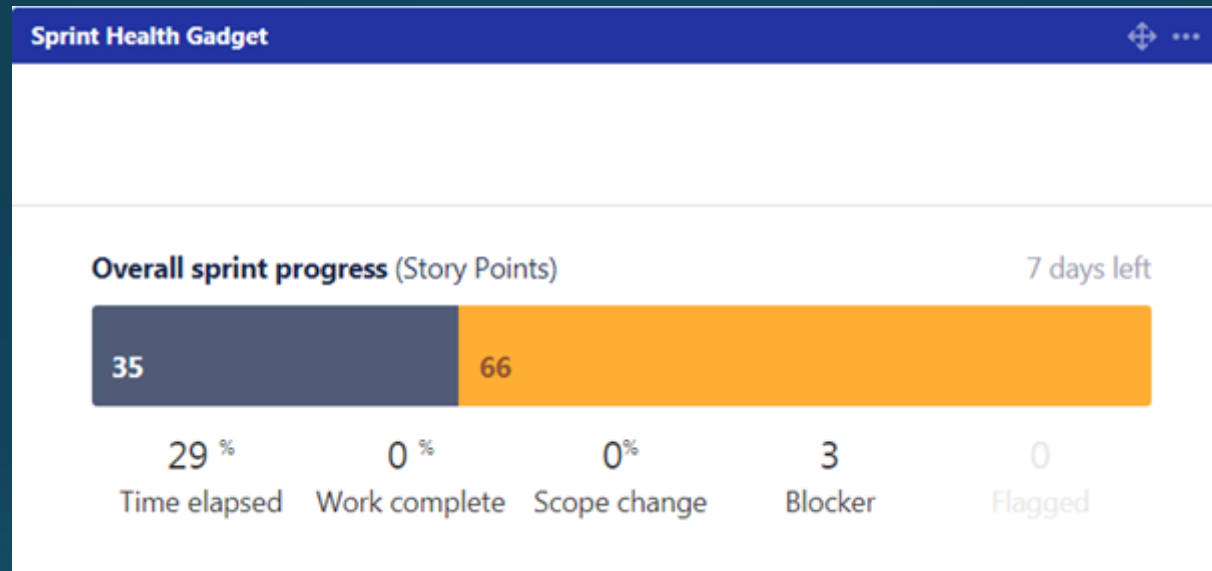 Sprint Health Gadget
Overall sprint progress (Story Points) 7 days left
35 66
29 % 0 % 0% 3 0
Time elapsed Work complete Scope change Blocker Flagged